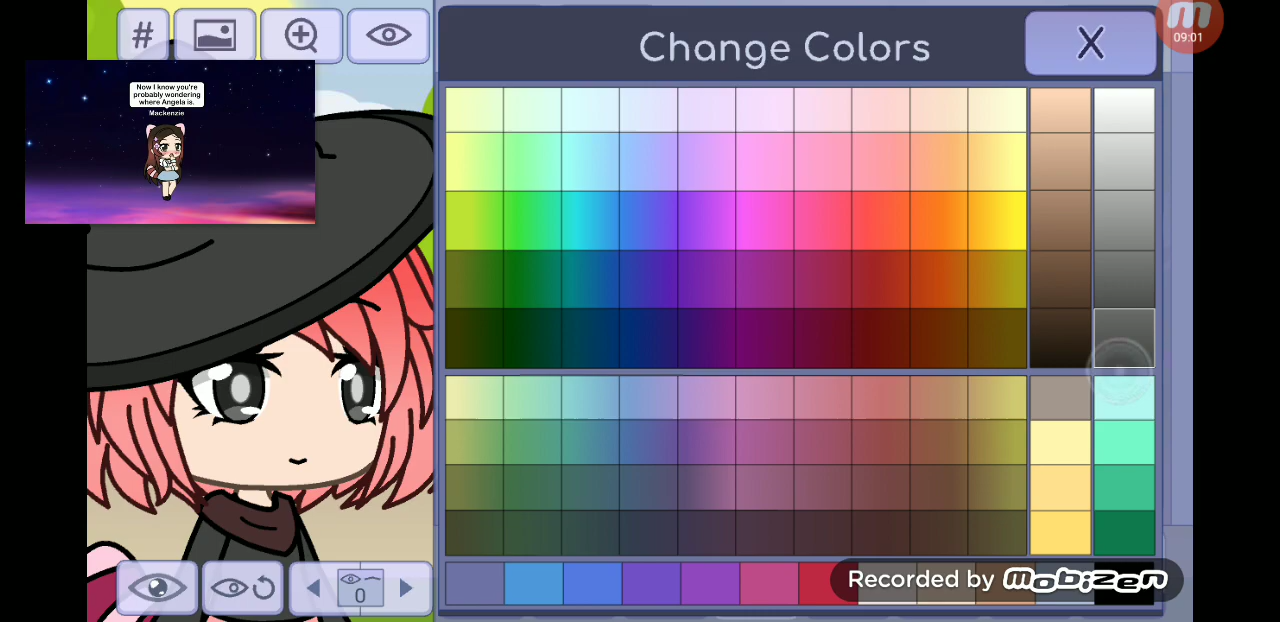 #
Change Colors
X
09:01
Now I know you're
probably wondering
where Angela is.
Mackenzie
0
Recorded by Mobizen